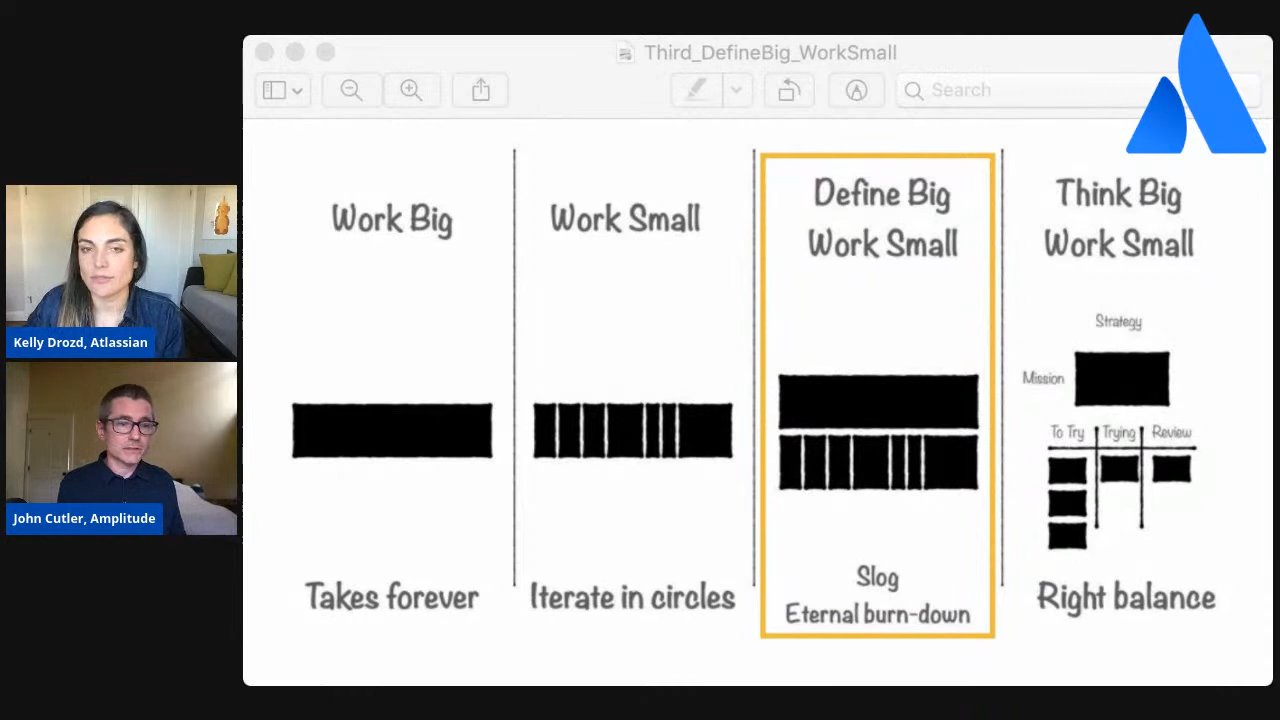 Third_DefineBig_WorkSmall
Search
Work Big
Takes forever
Work Small
Iterate in circles
Define Big
Work Small
Slog
Eternal burn-down
Think Big
Work Small
Strategy
Mission
To Try
Trying
Review
Right balance
Kelly Drozd, Atlassian
John Cutler, Amplitude